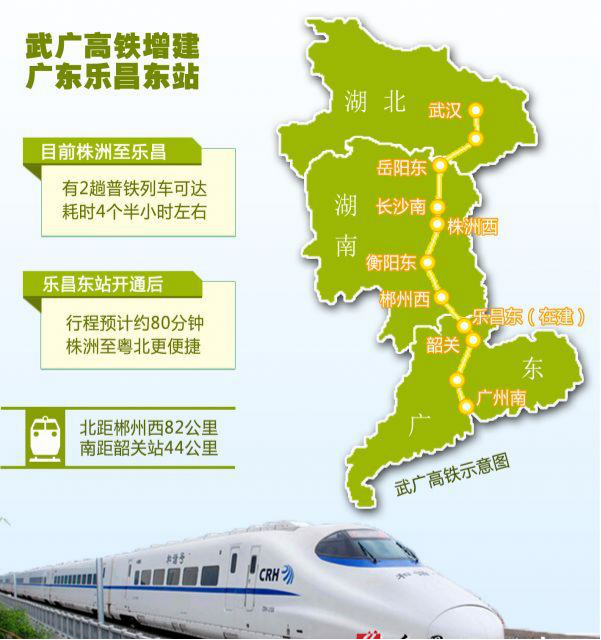 武广高铁增建
广东乐昌东站
目前株洲至乐昌
有2趟普铁列车可达
耗时4个半小时左右
乐昌东站开通后
行程预计约80分钟
株洲至粤北更便捷
北距郴州西82公里
南距韶关站44公里
湖北
武汉
岳阳东
湖南
长沙南
株洲西
衡阳东
郴州西
乐昌东(在建)
韶关
广东
广州南
武广高铁示意图
和谐号
CRH